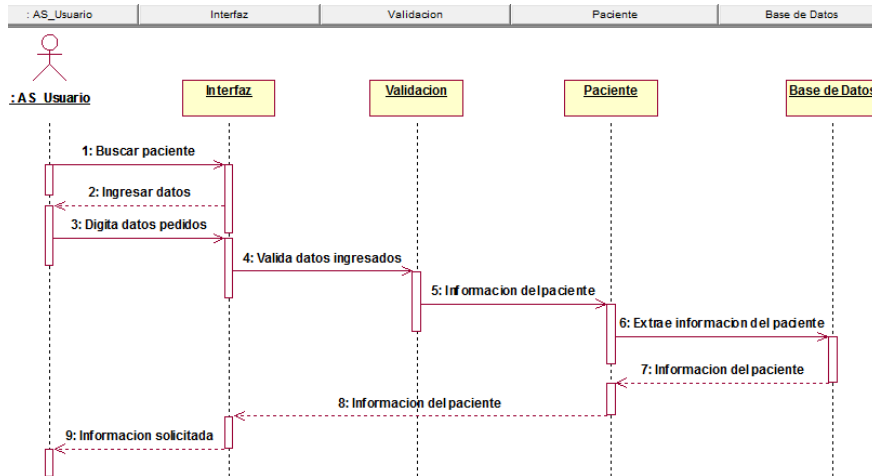 : AS_Usuario
Interfaz
Validacion
Paciente
Base de Datos
: AS_Usuario
Interfaz
Validacion
Paciente
Base de Datos
1: Buscar paciente
2: Ingresar datos
3: Digita datos pedidos
4: Valida datos ingresados
5: Informacion del paciente
6: Extrae informacion del paciente
7: Informacion del paciente
8: Informacion del paciente
9: Informacion solicitada